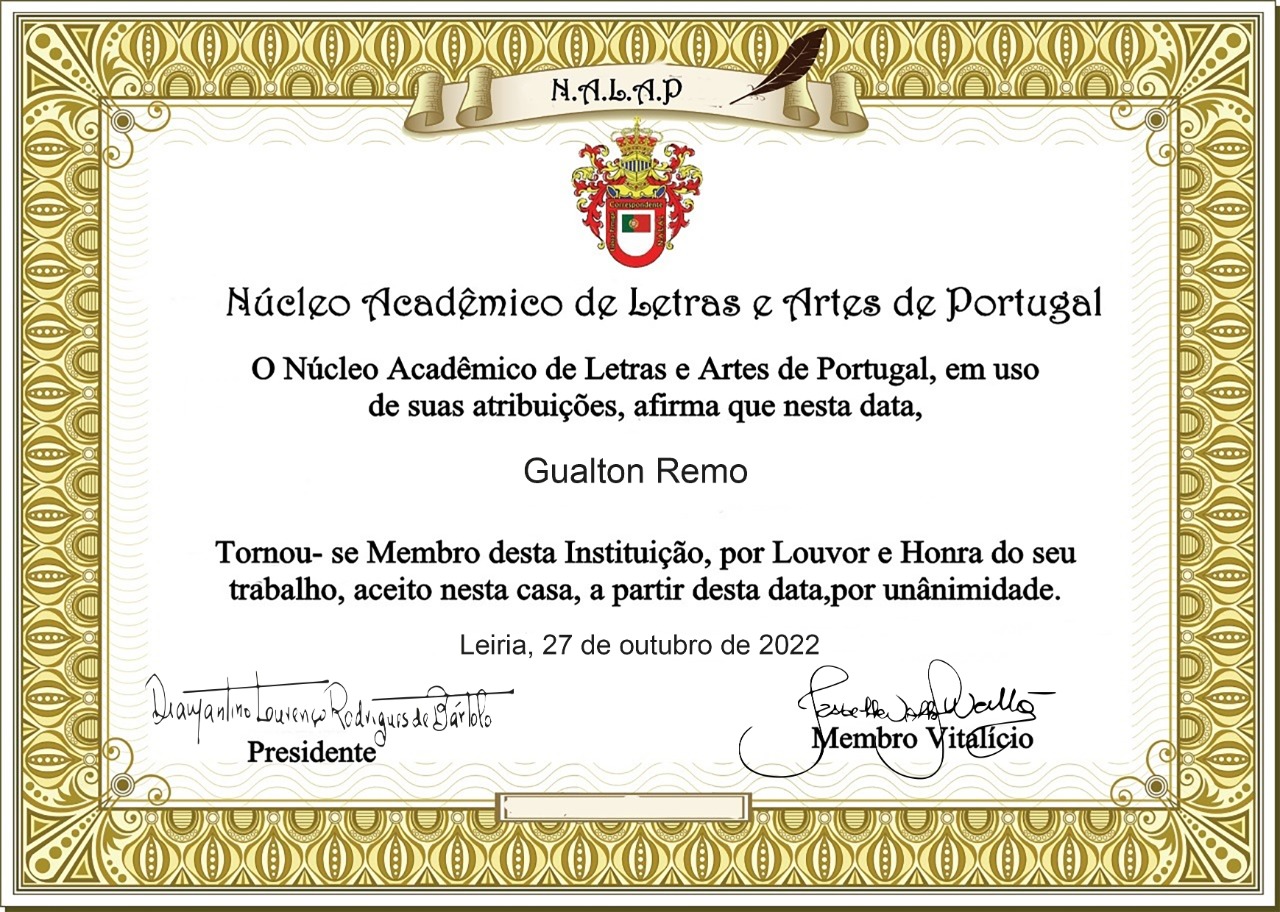 N.A.L.A.P
Correspondente
NALAS
Núcleo Acadêmico de Letras e Artes de Portugal
O Núcleo Acadêmico de Letras e Artes de Portugal, em uso
de suas atribuições, afirma que nesta data,
Gualton Remo
Tornou- se Membro desta Instituição, por Louvor e Honra do seu
trabalho, aceito nesta casa, a partir desta data,por unânimidade.
Leiria, 27 de outubro de 2022
Diamantino Lourenço Rodrigues de Bártolo
Presidente
Membro Vitalício